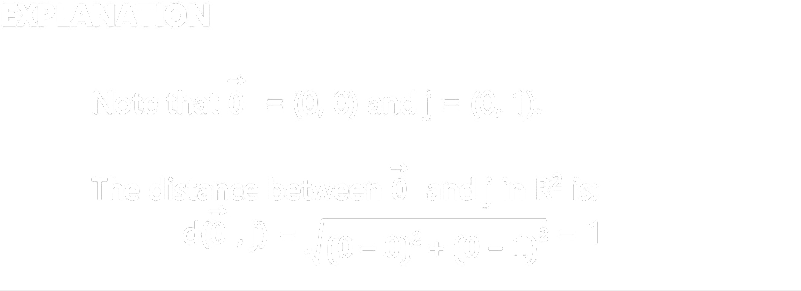 EXPLANATION
Note that 0⃗ = (0, 0) and j = (0, 1).
The distance between 0⃗ and j in R² is:
d(0⃗, j) = √((0 – 0)² + (0 – 1)²) = 1